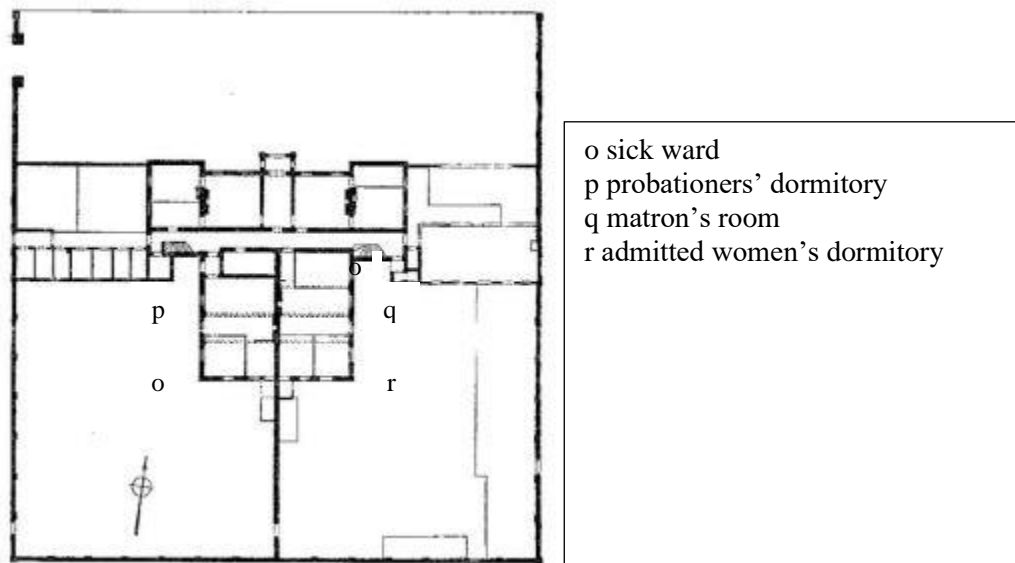 o sick ward
p probationers’ dormitory
q matron’s room
r admitted women’s dormitory
o
p q
o r